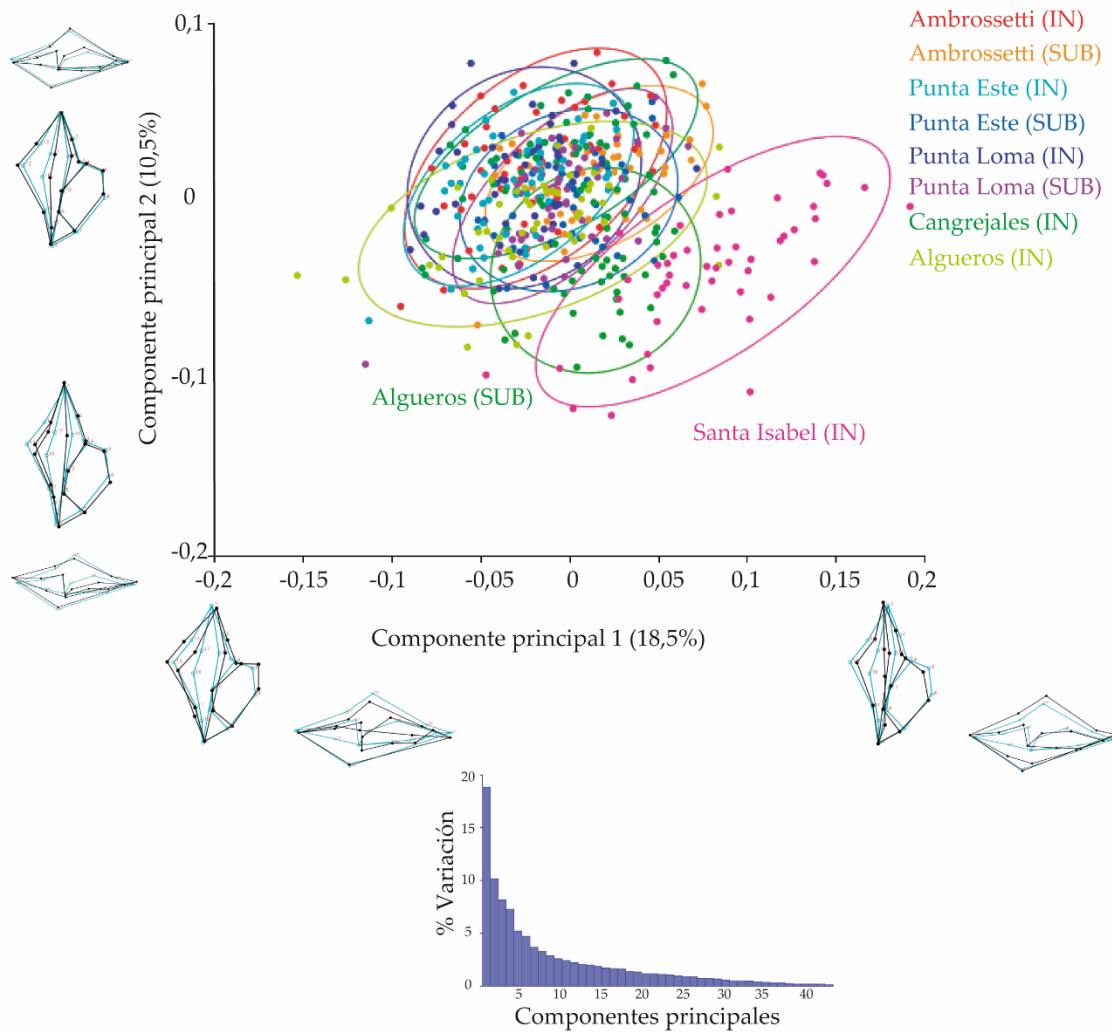 0,1
0
-0,1
-0,2
Componente principal 2 (10,5%)
Ambrossetti (IN)
Ambrossetti (SUB)
Punta Este (IN)
Punta Este (SUB)
Punta Loma (IN)
Punta Loma (SUB)
Cangrejales (IN)
Algueros (IN)
Algueros (SUB)
Santa Isabel (IN)
-0,2
-0,1
-0,05
0
0,05
0,1
0,15
0,2
Componente principal 1 (18,5%)
20
15
10
5
0
% Variación
5
10
15
20
25
30
35
40
Componentes principales